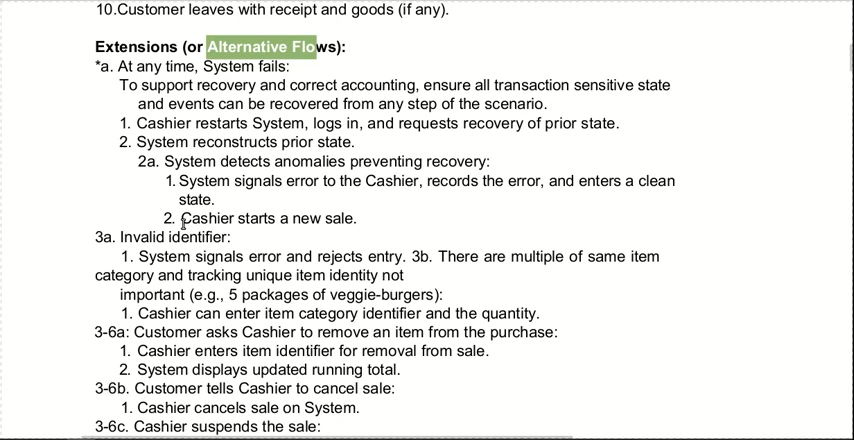 10.Customer leaves with receipt and goods (if any).
Extensions (or Alternative Flows):
*a. At any time, System fails:
To support recovery and correct accounting, ensure all transaction sensitive state
and events can be recovered from any step of the scenario.
1. Cashier restarts System, logs in, and requests recovery of prior state.
2. System reconstructs prior state.
2a. System detects anomalies preventing recovery:
1. System signals error to the Cashier, records the error, and enters a clean
state.
2. Cashier starts a new sale.
3a. Invalid identifier:
1. System signals error and rejects entry. 3b. There are multiple of same item
category and tracking unique item identity not
important (e.g., 5 packages of veggie-burgers):
1. Cashier can enter item category identifier and the quantity.
3-6a: Customer asks Cashier to remove an item from the purchase:
1. Cashier enters item identifier for removal from sale.
2. System displays updated running total.
3-6b. Customer tells Cashier to cancel sale:
1. Cashier cancels sale on System.
3-6c. Cashier suspends the sale: